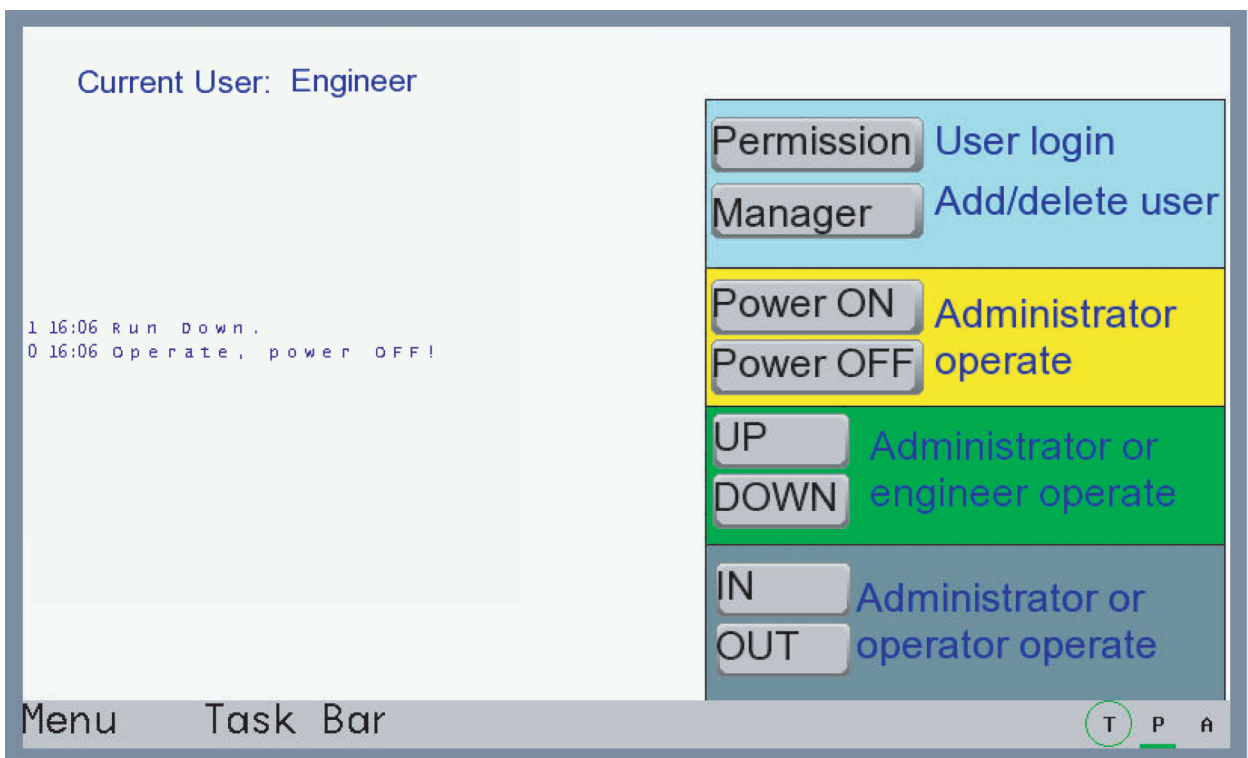 Current User: Engineer
1 16:06 Run Down.
0 16:06 Operate, power OFF!
Permission User login
Manager Add/delete user
Power ON Administrator
Power OFF operate
UP Administrator or
DOWN engineer operate
IN Administrator or
OUT operator operate
Menu Task Bar T P A